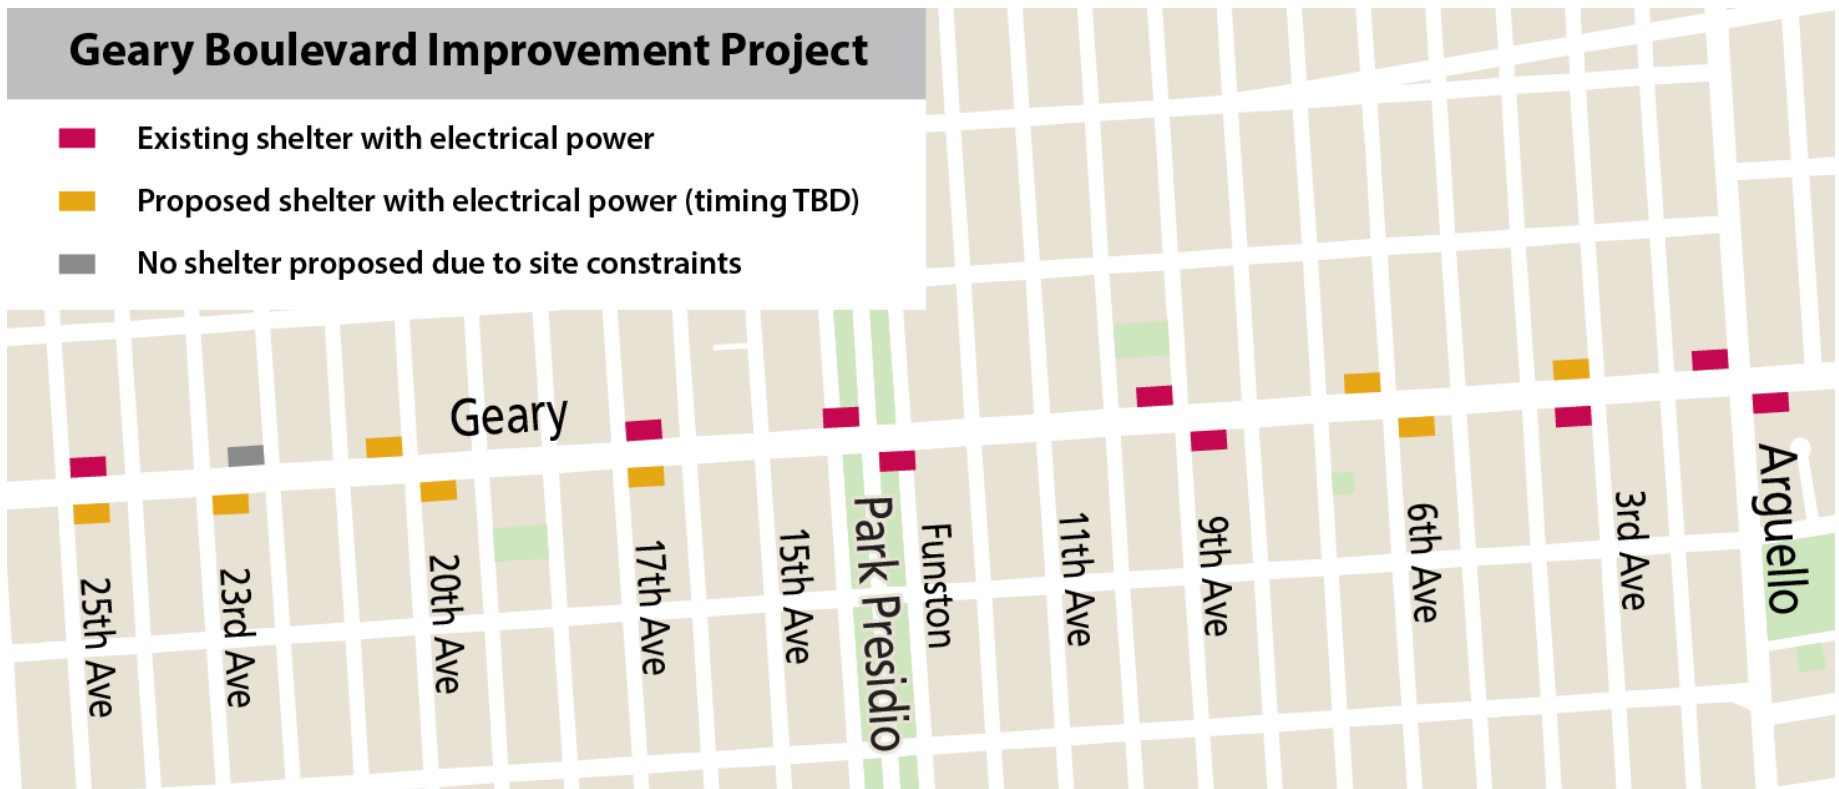 Geary Boulevard Improvement Project
Existing shelter with electrical power
Proposed shelter with electrical power (timing TBD)
No shelter proposed due to site constraints
Geary
25th Ave
23rd Ave
20th Ave
17th Ave
15th Ave
Park Presidio
Funston
11th Ave
9th Ave
6th Ave
3rd Ave
Arguello